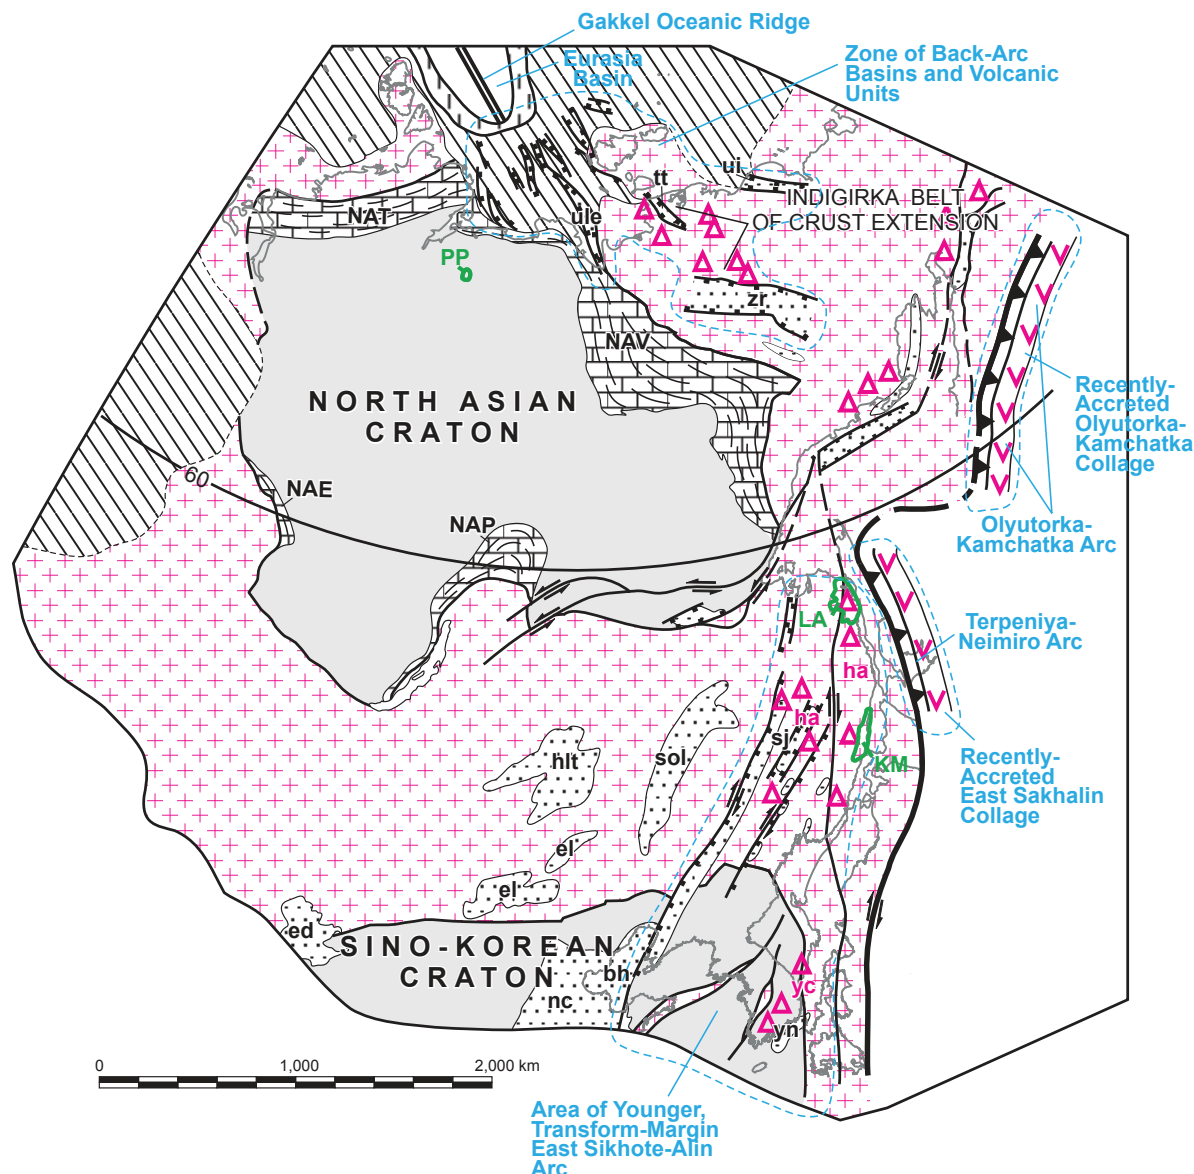 Gakkel Oceanic Ridge
Eurasia
Basin
Zone of Back-Arc
Basins and Volcanic
Units
ui
tt
NAT
ule
INDIGIRKA BELT
OF CRUST EXTENSION
PP
zr
NAV
NORTH ASIAN
CRATON
Recently-
Accreted
Olyutorka-
Kamchatka
Collage
60
NAE
NAP
Olyutorka-
Kamchatka Arc
LA
Terpeniya-
Neimiro Arc
ha
ha
sj
hlt
sol
KM
Recently-
Accreted
East Sakhalin
Collage
el
el
ed
SINO-KOREAN
CRATON
bh
nc
yc
yn
0 1,000 2,000 km
Area of Younger,
Transform-Margin
East Sikhote-Alin
Arc